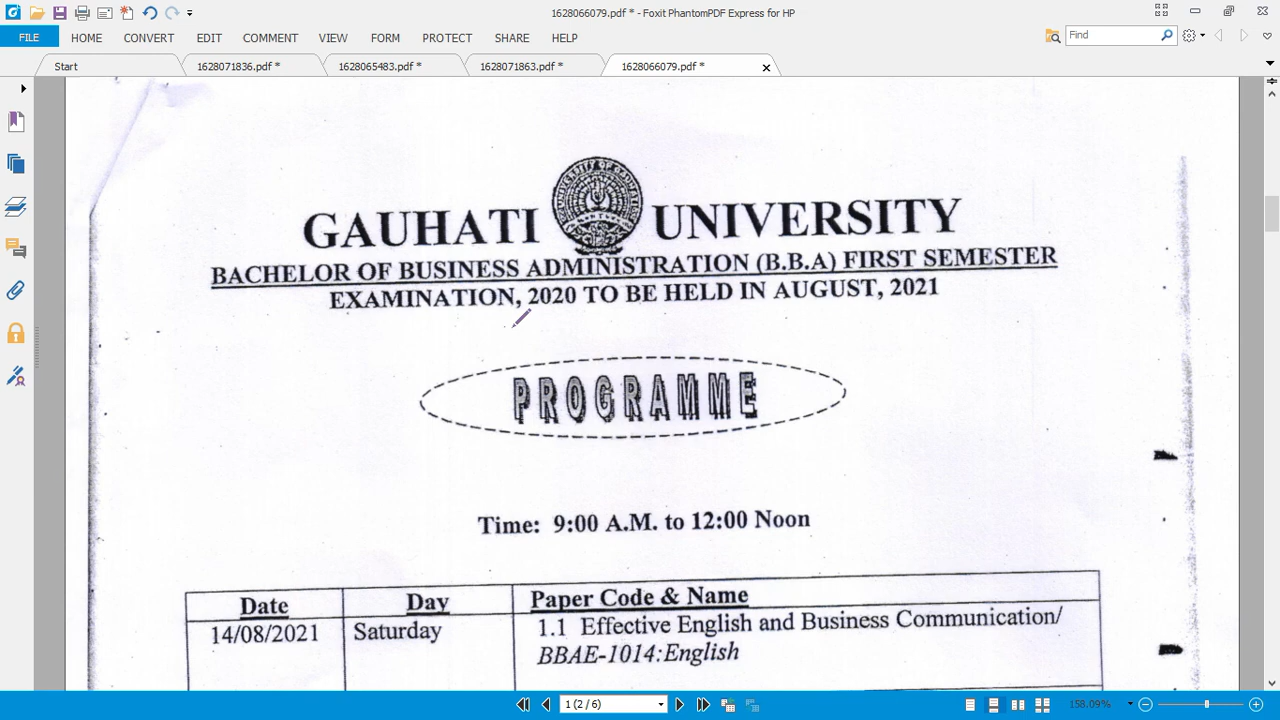 1628066079.pdf * - Foxit PhantomPDF Express for HP
FILE HOME CONVERT EDIT COMMENT VIEW FORM PROTECT SHARE HELP
Find
Start 1628071836.pdf * 1628065483.pdf * 1628071863.pdf * 1628066079.pdf *
GAUHATI UNIVERSITY
BACHELOR OF BUSINESS ADMINISTRATION (B.B.A) FIRST SEMESTER
EXAMINATION, 2020 TO BE HELD IN AUGUST, 2021
PROGRAMME
Time: 9:00 A.M. to 12:00 Noon
Date Day Paper Code & Name
14/08/2021 Saturday 1.1 Effective English and Business Communication/
BBAE-1014:English
1 (2 / 6)
158.09%